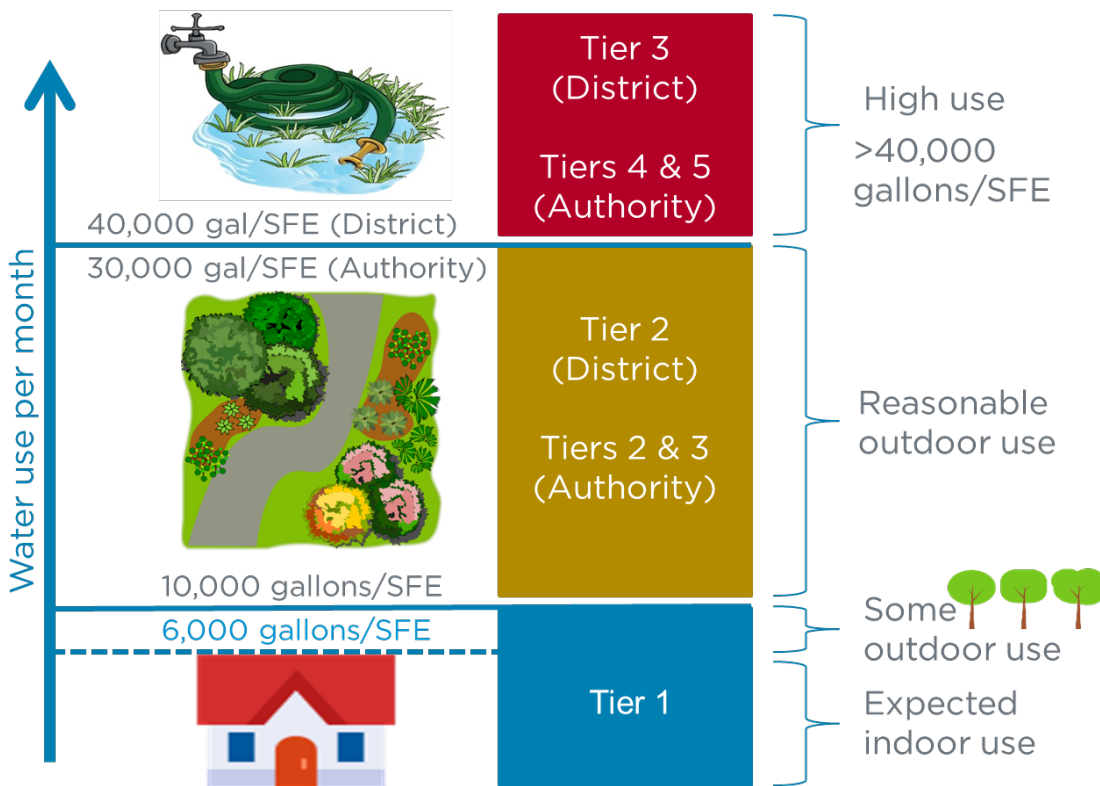 Water use per month
40,000 gal/SFE (District)
30,000 gal/SFE (Authority)
10,000 gallons/SFE
6,000 gallons/SFE
Tier 3
(District)
Tiers 4 & 5
(Authority)
Tier 2
(District)
Tiers 2 & 3
(Authority)
Tier 1
High use
>40,000
gallons/SFE
Reasonable
outdoor use
Some
outdoor use
Expected
indoor use